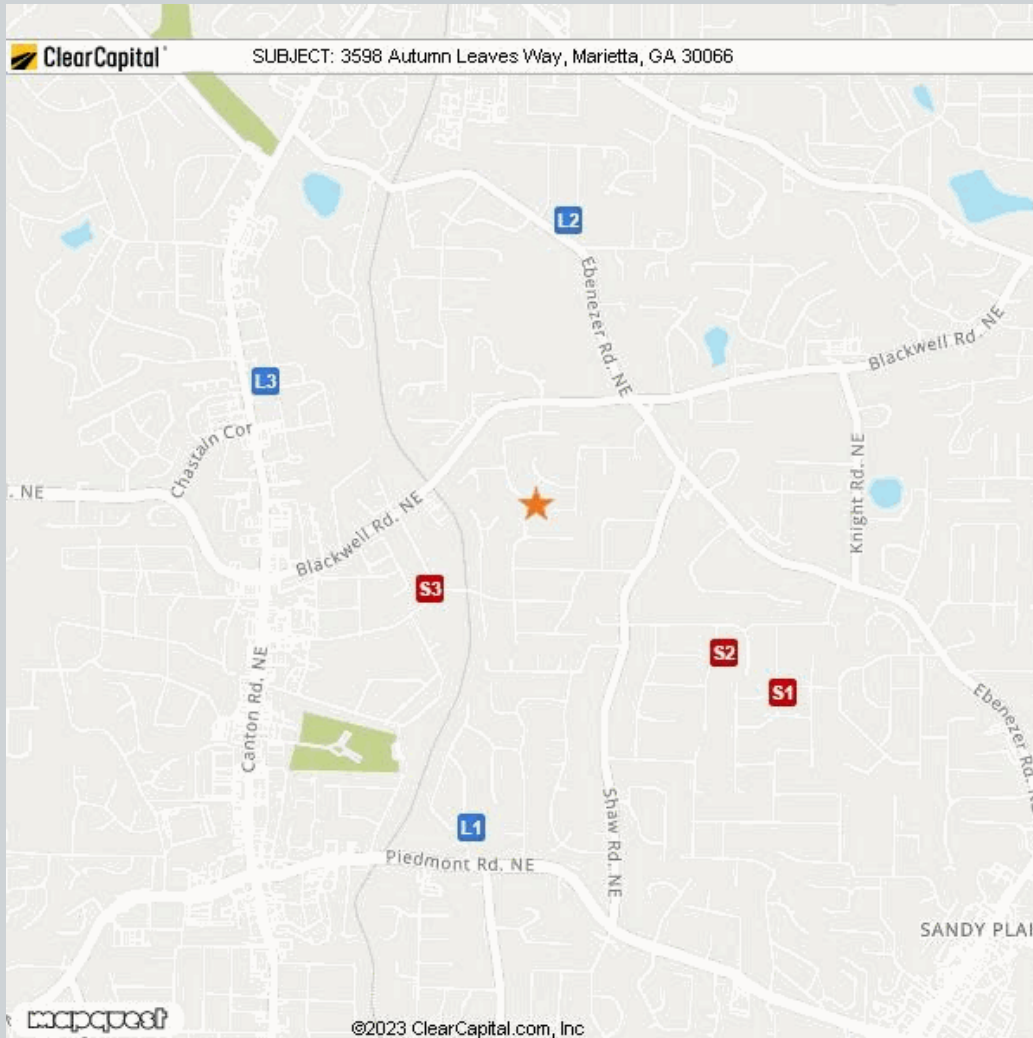 ClearCapital
SUBJECT: 3598 Autumn Leaves Way, Marietta, GA 30066
L2
Ebenezer Rd. NE
Blackwell Rd. NE
L3
Chastain Cor
. NE
Knight Rd. NE
Blackwell Rd. NE
S3
S2
S1
Canton Rd. NE
Ebenezer Rd. NE
Shaw Rd. NE
L1
Piedmont Rd. NE
SANDY PLAI
mapquest
©2023 ClearCapital.com, Inc